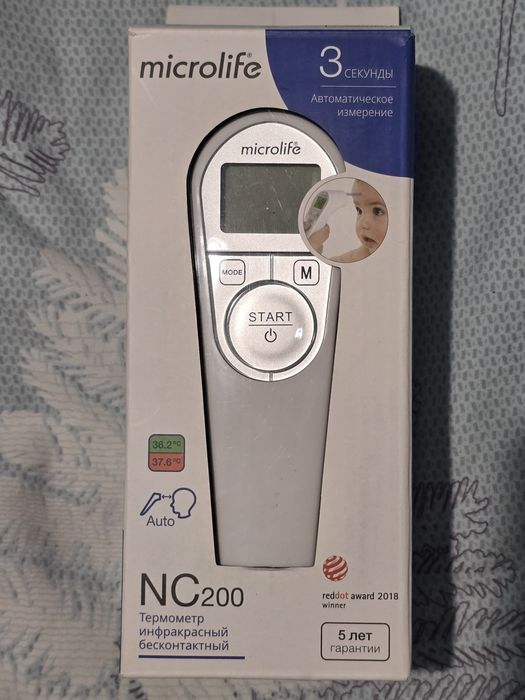 microlife®
3 СЕКУНДЫ
Автоматическое
измерение
microlife®
MODE
M
START
36.2°C
37.6°C
Auto
NC200
Термометр
инфракрасный
бесконтактный
reddot award 2018
winner
5 лет
гарантии